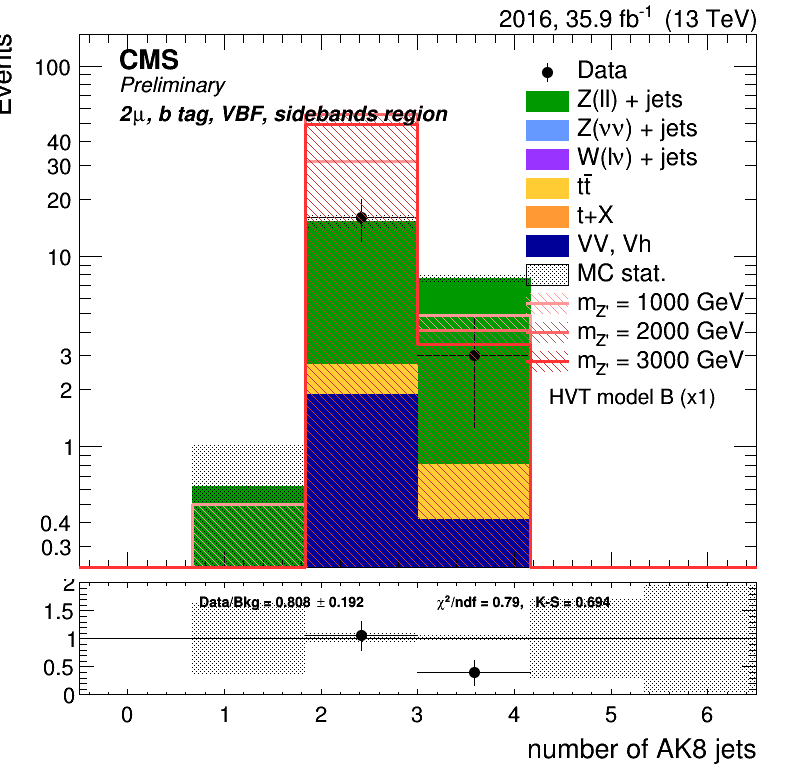 2016, 35.9 fb⁻¹ (13 TeV)
Events
CMS
Preliminary
2μ, b tag, VBF, sidebands region
Data
Z(ll) + jets
Z(νν) + jets
W(lν) + jets
tt̄
t+X
VV, Vh
MC stat.
m_Z' = 1000 GeV
m_Z' = 2000 GeV
m_Z' = 3000 GeV
HVT model B (x1)
100
40
30
20
10
3
2
1
0.4
0.3
2
1.5
1
0.5
0
Data/Bkg = 0.808 ± 0.192
χ²/ndf = 0.79, K-S = 0.694
0 1 2 3 4 5 6
number of AK8 jets